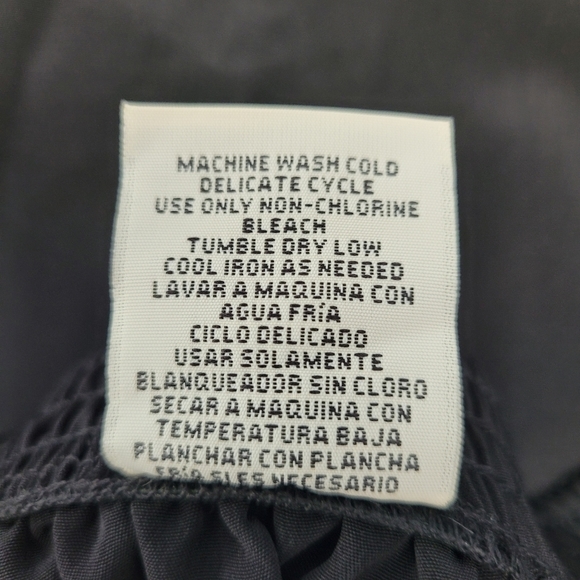 MACHINE WASH COLD
DELICATE CYCLE
USE ONLY NON-CHLORINE
BLEACH
TUMBLE DRY LOW
COOL IRON AS NEEDED
LAVAR A MAQUINA CON
AGUA FRíA
CICLO DELICADO
USAR SOLAMENTE
BLANQUEADOR SIN CLORO
SECAR A MAQUINA CON
TEMPERATURA BAJA
PLANCHAR CON PLANCHA
FRíA SI ES NECESARIO